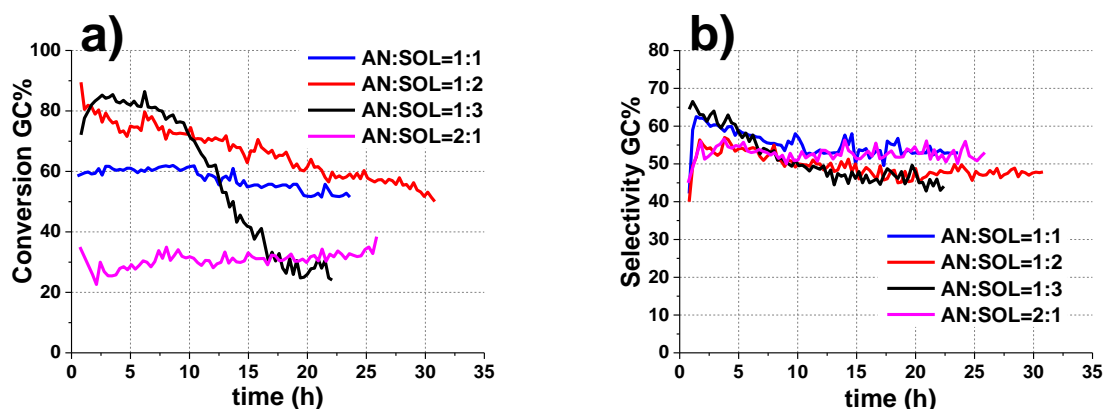 a)
Conversion GC%
100
80
60
40
20
0
0 5 10 15 20 25 30 35
time (h)
AN:SOL=1:1
AN:SOL=1:2
AN:SOL=1:3
AN:SOL=2:1
b)
Selectivity GC%
80
70
60
50
40
30
20
10
0
0 5 10 15 20 25 30 35
time (h)
AN:SOL=1:1
AN:SOL=1:2
AN:SOL=1:3
AN:SOL=2:1